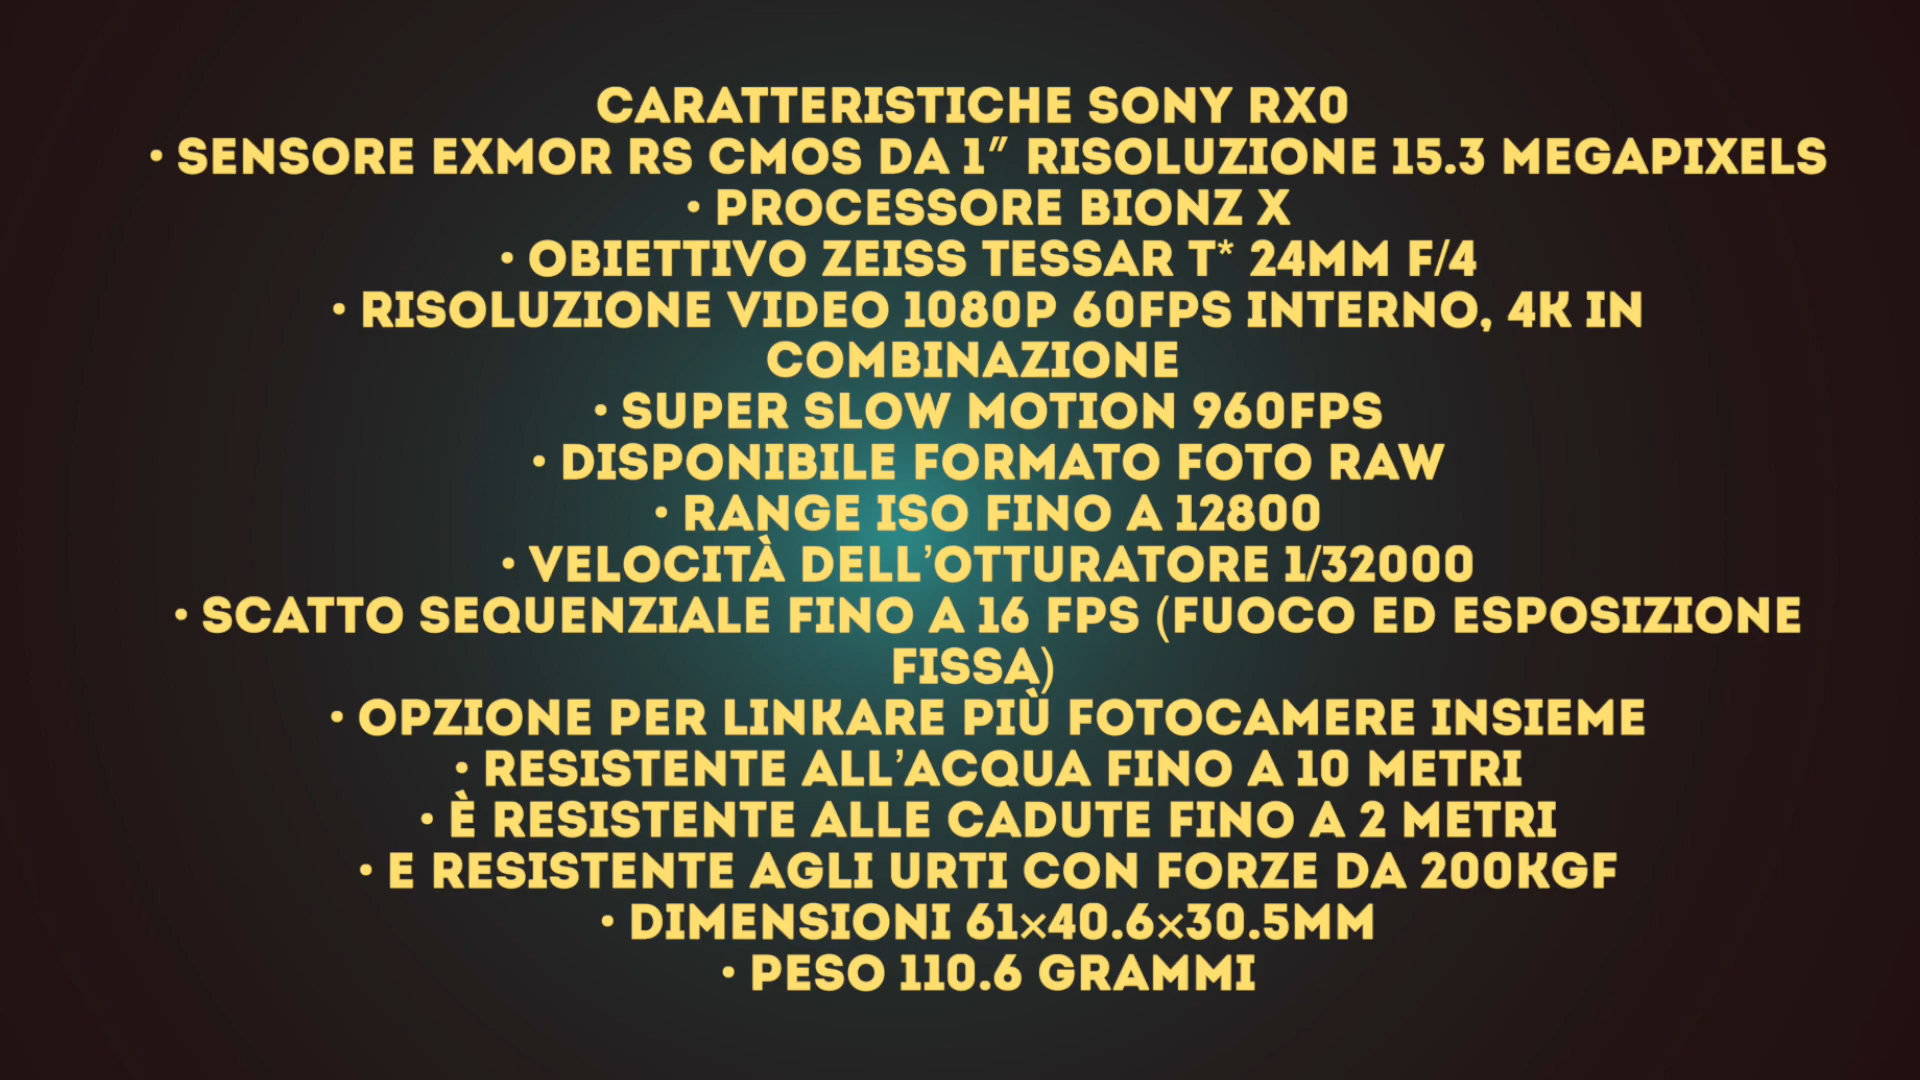 CARATTERISTICHE SONY RX0
• SENSORE EXMOR RS CMOS DA 1″ RISOLUZIONE 15.3 MEGAPIXELS
• PROCESSORE BIONZ X
• OBIETTIVO ZEISS TESSAR T* 24MM F/4
• RISOLUZIONE VIDEO 1080P 60FPS INTERNO, 4K IN
COMBINAZIONE
• SUPER SLOW MOTION 960FPS
• DISPONIBILE FORMATO FOTO RAW
• RANGE ISO FINO A 12800
• VELOCITÀ DELL’OTTURATORE 1/32000
• SCATTO SEQUENZIALE FINO A 16 FPS (FUOCO ED ESPOSIZIONE
FISSA)
• OPZIONE PER LINKARE PIÙ FOTOCAMERE INSIEME
• RESISTENTE ALL’ACQUA FINO A 10 METRI
• È RESISTENTE ALLE CADUTE FINO A 2 METRI
• E RESISTENTE AGLI URTI CON FORZE DA 200KGF
• DIMENSIONI 61×40.6×30.5MM
• PESO 110.6 GRAMMI